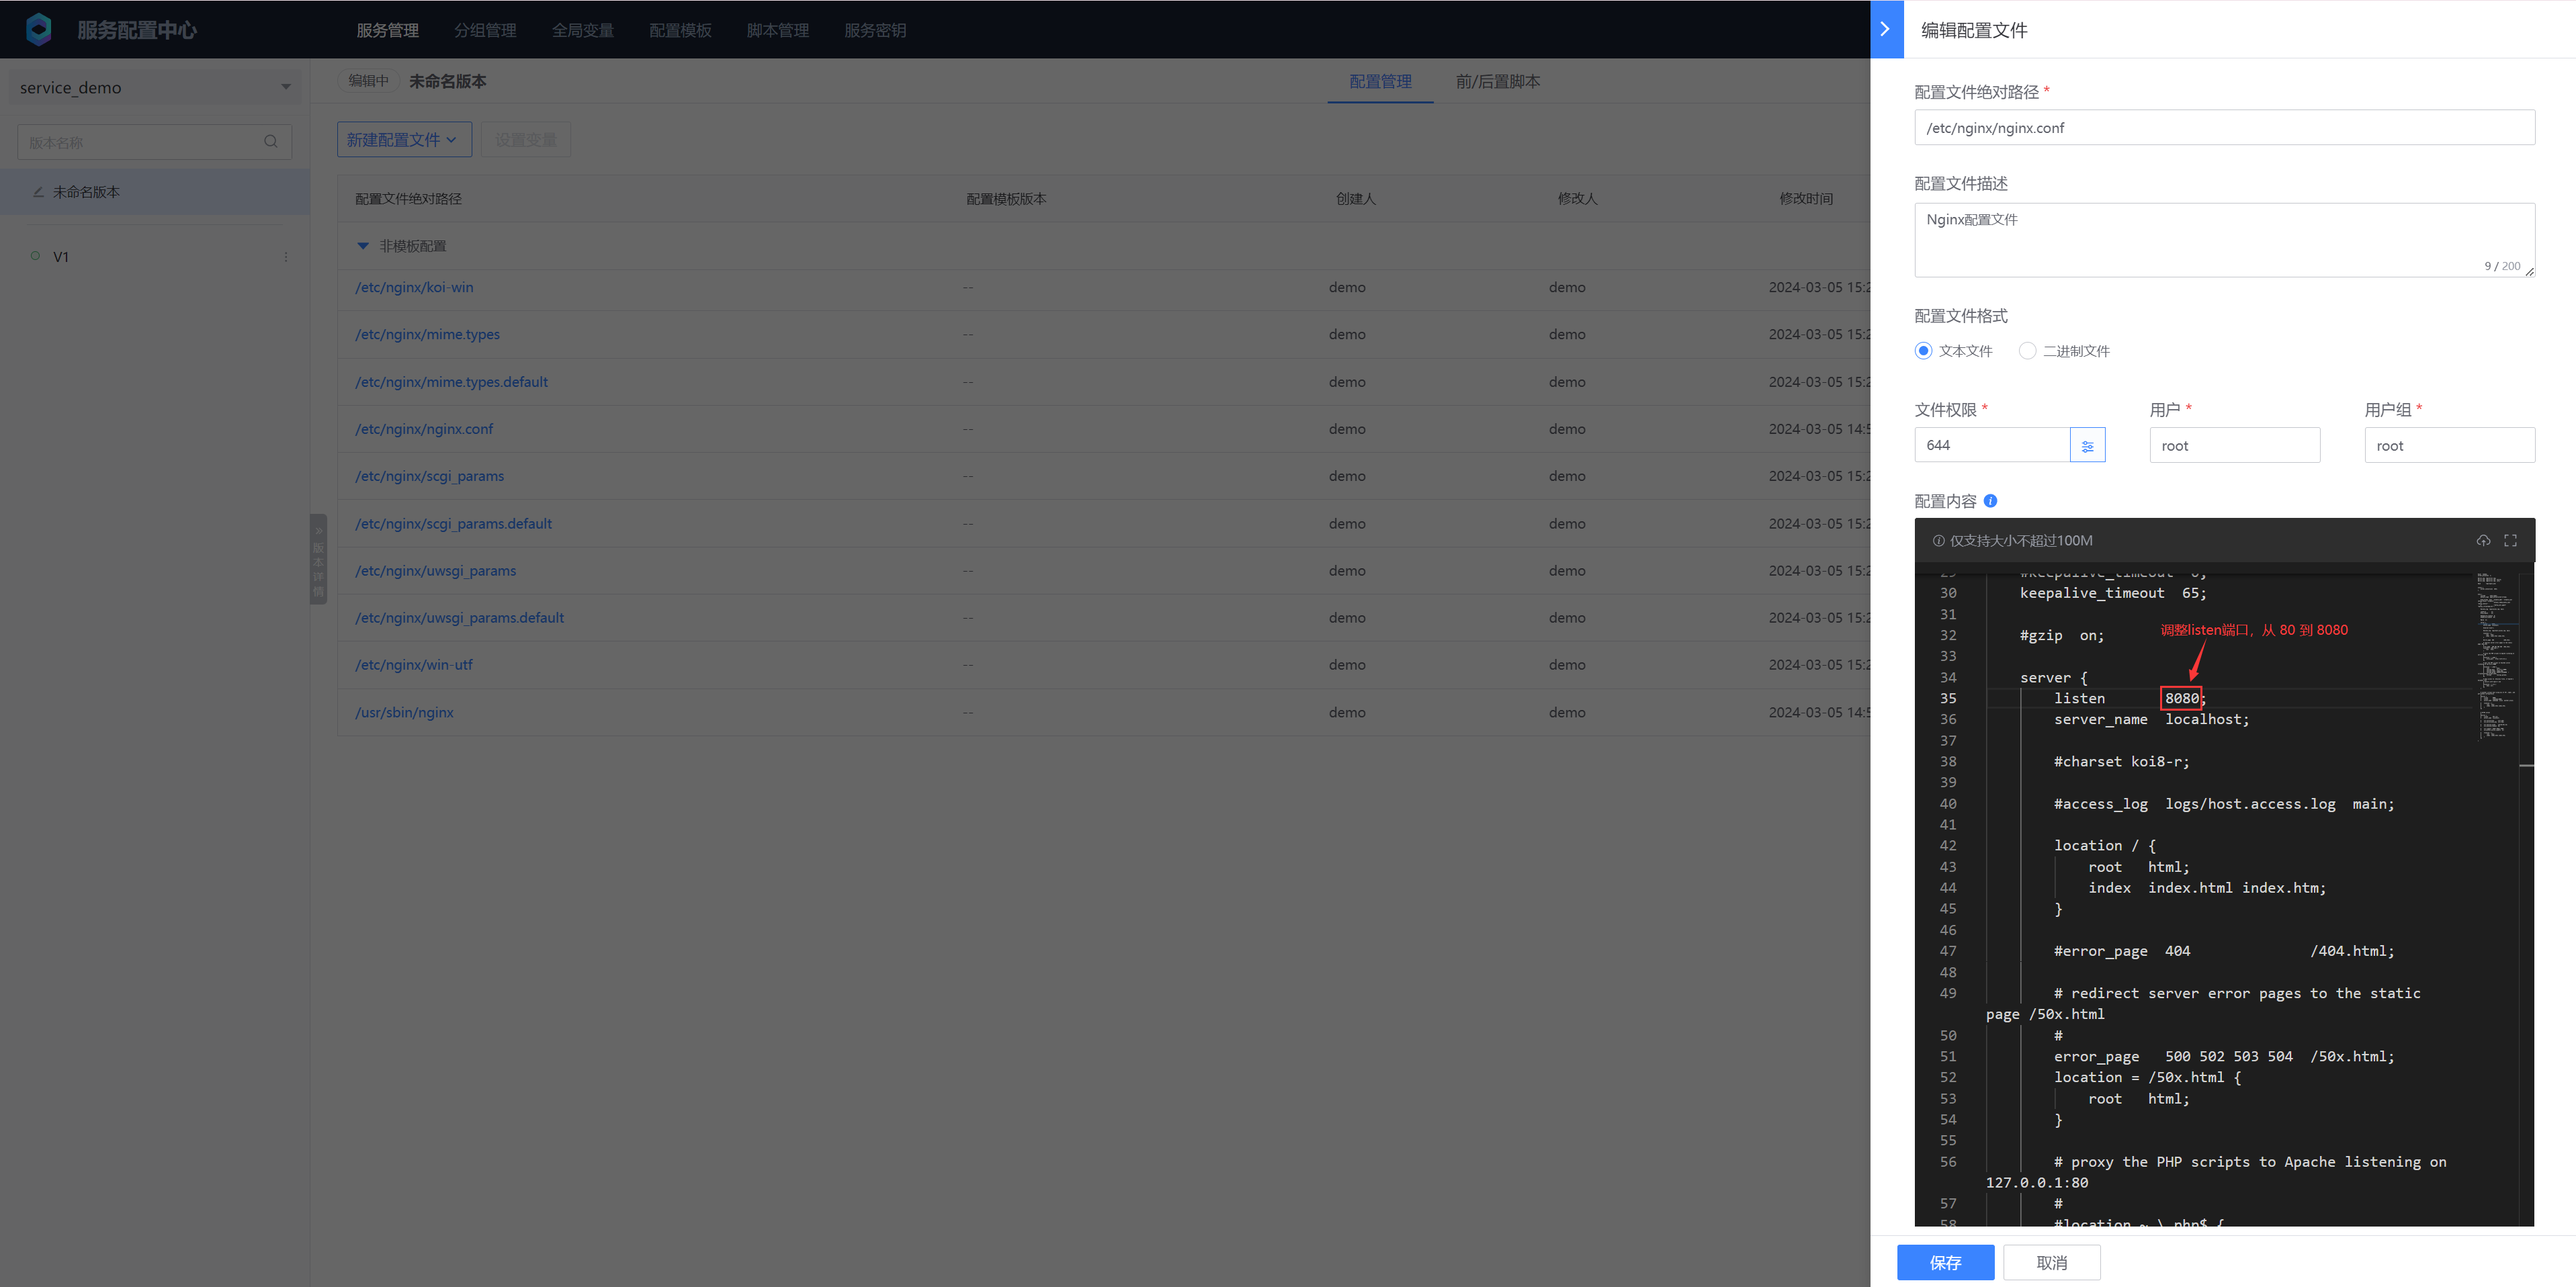 服务配置中心
服务管理 分组管理 全局变量 配置模板 脚本管理 服务密钥
service_demo
版本名称
未命名版本
V1
编辑中 未命名版本
配置管理 前/后置脚本
新建配置文件 设置变量
配置文件绝对路径 配置模板版本 创建人 修改人 修改时间
非模板配置
/etc/nginx/koi-win -- demo demo 2024-03-05 15:2
/etc/nginx/mime.types -- demo demo 2024-03-05 15:2
/etc/nginx/mime.types.default -- demo demo 2024-03-05 15:2
/etc/nginx/nginx.conf -- demo demo 2024-03-05 14:5
/etc/nginx/scgi_params -- demo demo 2024-03-05 15:2
/etc/nginx/scgi_params.default -- demo demo 2024-03-05 15:2
/etc/nginx/uwsgi_params -- demo demo 2024-03-05 15:2
/etc/nginx/uwsgi_params.default -- demo demo 2024-03-05 15:2
/etc/nginx/win-utf -- demo demo 2024-03-05 15:2
/usr/sbin/nginx -- demo demo 2024-03-05 14:5
版本详情
编辑配置文件
配置文件绝对路径 *
/etc/nginx/nginx.conf
配置文件描述
Nginx配置文件
9 / 200
配置文件格式
文本文件 二进制文件
文件权限 * 用户 * 用户组 *
644 root root
配置内容
仅支持大小不超过100M
29 #keepalive_timeout 0;
30 keepalive_timeout 65;
31
调整listen端口，从 80 到 8080
32 #gzip on;
33
34 server {
35 listen 8080;
36 server_name localhost;
37
38 #charset koi8-r;
39
40 #access_log logs/host.access.log main;
41
42 location / {
43 root html;
44 index index.html index.htm;
45 }
46
47 #error_page 404 /404.html;
48
49 # redirect server error pages to the static
page /50x.html
50 #
51 error_page 500 502 503 504 /50x.html;
52 location = /50x.html {
53 root html;
54 }
55
56 # proxy the PHP scripts to Apache listening on
127.0.0.1:80
57 #
58 #location ~ \.php$ {
保存 取消